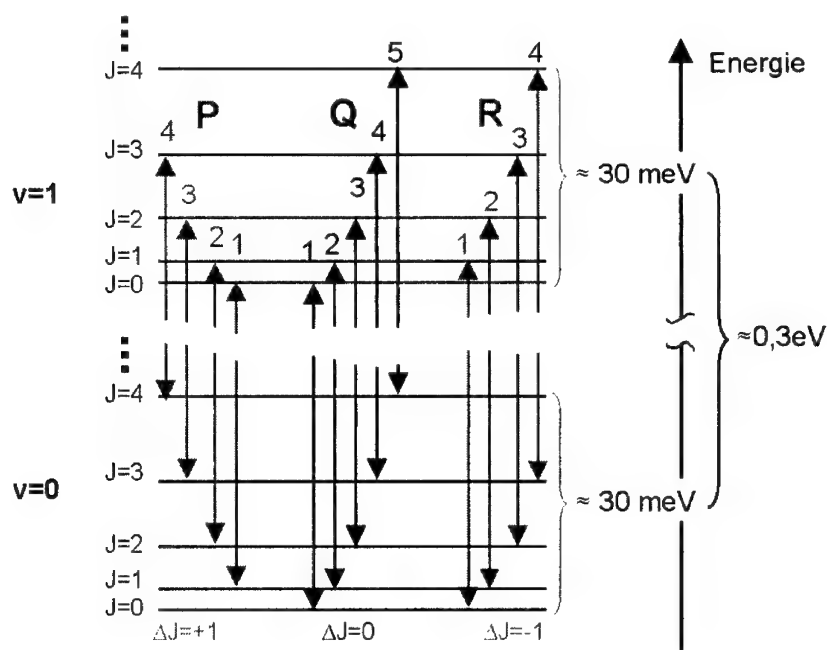 5 4
J=4
Energie
P Q R
4 4 3
J=3
≈ 30 meV
v=1
3 3 2
J=2
2 1 1 2 1
J=1
J=0
≈0,3eV
J=4
J=3
v=0
≈ 30 meV
J=2
J=1
J=0
ΔJ=+1 ΔJ=0 ΔJ=-1